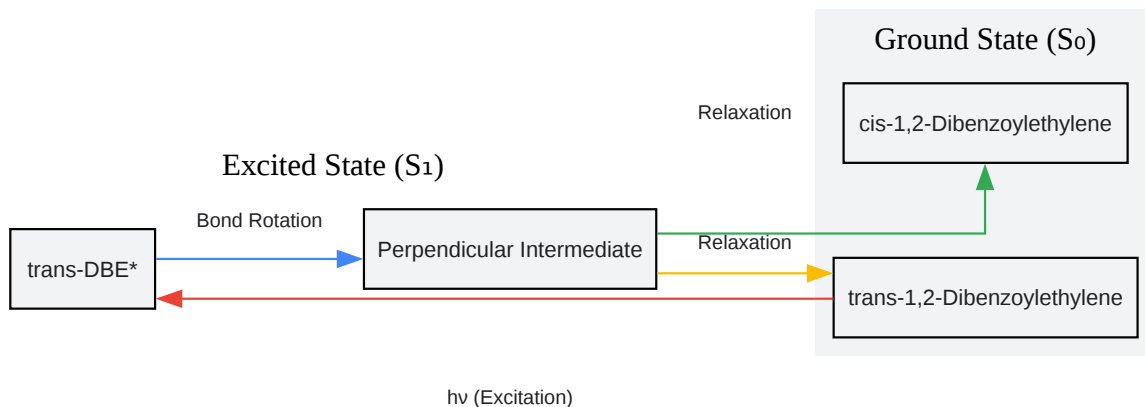 Ground State (S₀)
Relaxation
cis-1,2-Dibenzoylethylene
Excited State (S₁)
Bond Rotation
Perpendicular Intermediate
Relaxation
trans-DBE*
trans-1,2-Dibenzoylethylene
hν (Excitation)